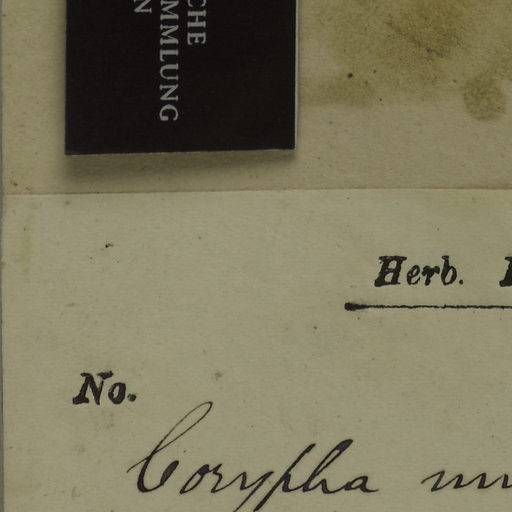 CHE
MMLUNG
N
Herb.
No.
Corypha